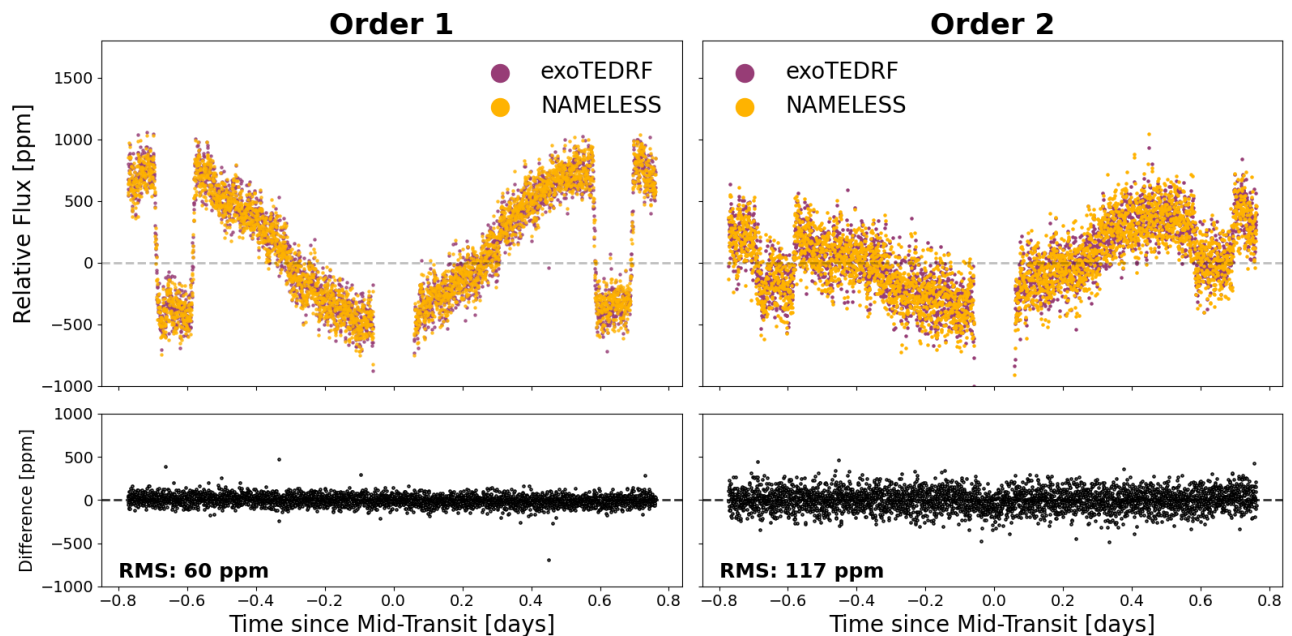 Order 1
Order 2
exoTEDRF
NAMELESS
exoTEDRF
NAMELESS
Relative Flux [ppm]
1500
1000
500
0
−500
−1000
Difference [ppm]
1000
500
0
−500
−1000
RMS: 60 ppm
RMS: 117 ppm
−0.8 −0.6 −0.4 −0.2 0.0 0.2 0.4 0.6 0.8
−0.8 −0.6 −0.4 −0.2 0.0 0.2 0.4 0.6 0.8
Time since Mid-Transit [days]
Time since Mid-Transit [days]